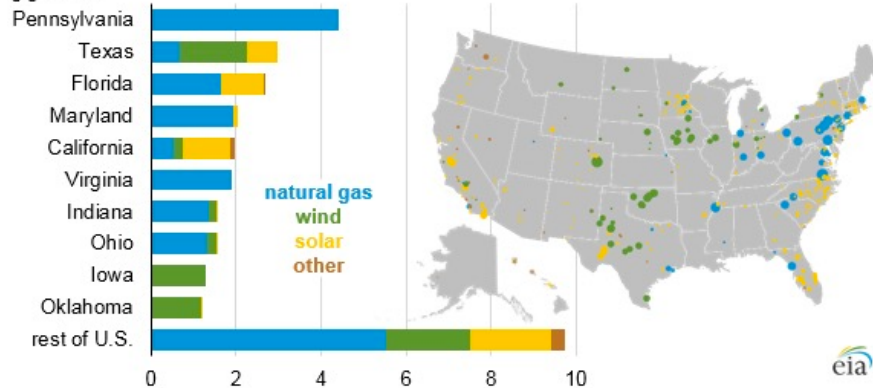 Pennsylvania
Texas
Florida
Maryland
California
Virginia
Indiana
Ohio
Iowa
Oklahoma
rest of U.S.
natural gas
wind
solar
other
0 2 4 6 8 10
eia